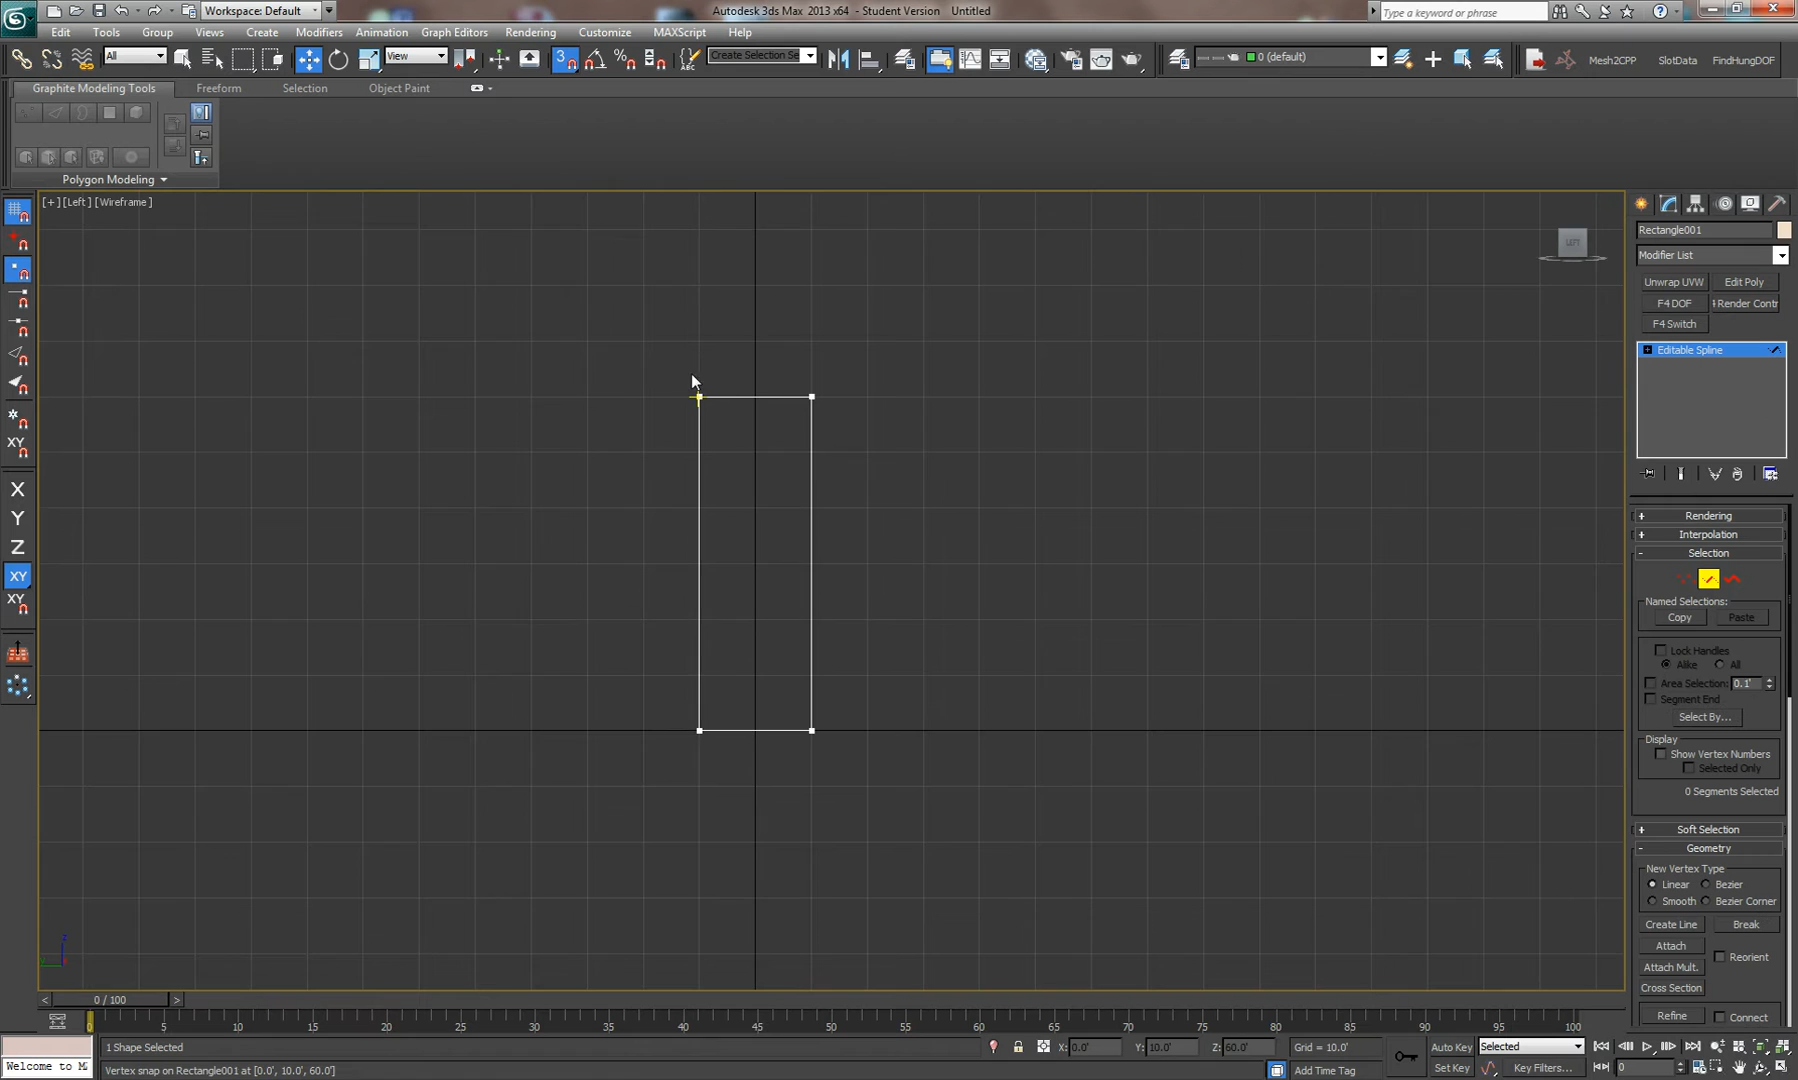 Workspace: Default
Autodesk 3ds Max 2013 x64 - Student Version Untitled
Type a keyword or phrase
Edit Tools Group Views Create Modifiers Animation Graph Editors Rendering Customize MAXScript Help
All
View
3
Create Selection Se
0 (default)
Mesh2CPP SlotData FindHungDOF
Graphite Modeling Tools Freeform Selection Object Paint
Polygon Modeling
[+] [Left] [Wireframe]
LEFT
XY
X
Y
Z
XY
XY
z
Rectangle001
Modifier List
Unwrap UVW Edit Poly
F4 DOF Render Contr
F4 Switch
Editable Spline
+ Rendering
+ Interpolation
- Selection
Named Selections:
Copy Paste
Lock Handles
Alike All
Area Selection: 0.1'
Segment End
Select By...
Display
Show Vertex Numbers
Selected Only
0 Segments Selected
+ Soft Selection
- Geometry
New Vertex Type
Linear Bezier
Smooth Bezier Corner
Create Line Break
Attach
Reorient
Attach Mult.
Cross Section
Refine Connect
< 0 / 100 >
0 5 10 15 20 25 30 35 40 45 50 55 60 65 70 75 80 85 90 95 100
1 Shape Selected
X: 0.0' Y: 10.0' Z: 60.0' Grid = 10.0'
Auto Key Selected
Welcome to M
Vertex snap on Rectangle001 at [0.0', 10.0', 60.0']
Add Time Tag
Set Key Key Filters... 0